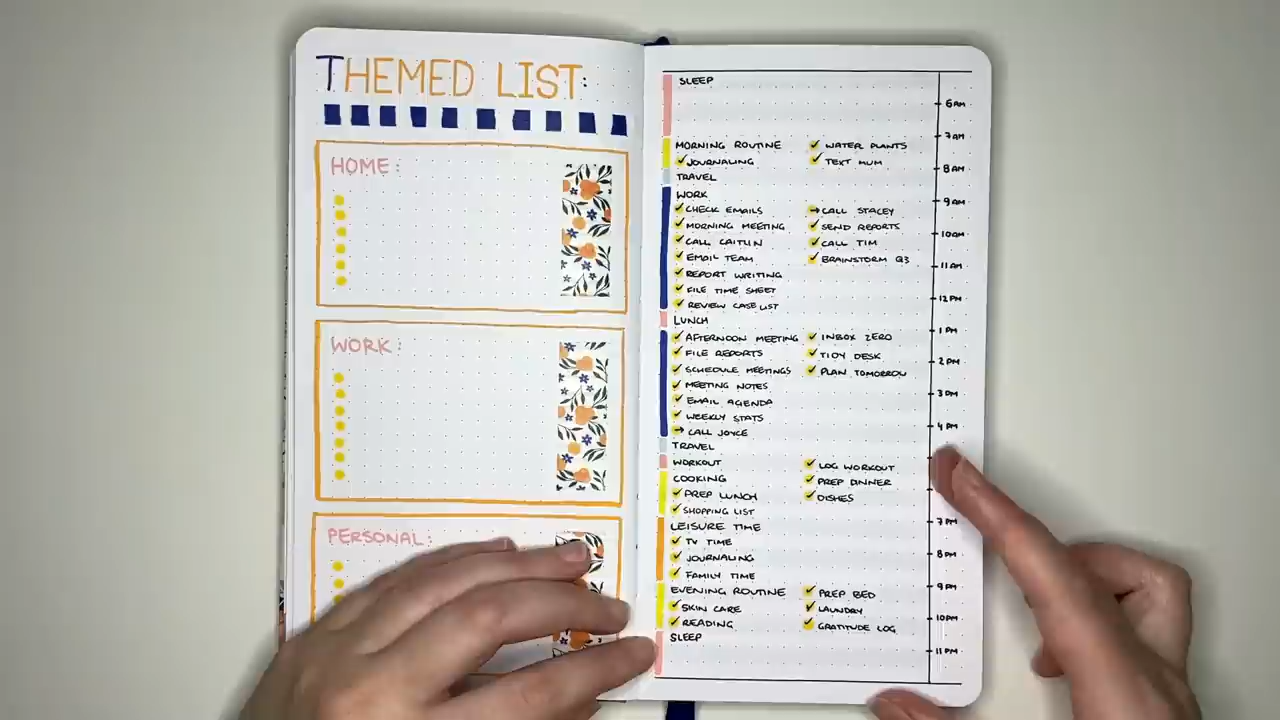 THEMED LIST:
HOME:
WORK:
PERSONAL:
SLEEP
6AM
7AM
MORNING ROUTINE ✓ WATER PLANTS
✓ JOURNALING ✓ TEXT MUM
8AM
TRAVEL
WORK
9AM
✓ CHECK EMAILS → CALL STACEY
✓ MORNING MEETING ✓ SEND REPORTS
10AM
✓ CALL CAITLIN ✓ CALL TIM
✓ EMAIL TEAM ✓ BRAINSTORM Q3
11AM
✓ REPORT WRITING
✓ FILE TIME SHEET
12PM
✓ REVIEW CASE LIST
LUNCH
1PM
✓ AFTERNOON MEETING ✓ INBOX ZERO
✓ FILE REPORTS ✓ TIDY DESK
2PM
✓ SCHEDULE MEETINGS ✓ PLAN TOMORROW
✓ MEETING NOTES
3PM
✓ EMAIL AGENDA
✓ WEEKLY STATS
4PM
→ CALL JOYCE
TRAVEL
WORKOUT ✓ LOG WORKOUT
COOKING ✓ PREP DINNER
✓ PREP LUNCH ✓ DISHES
✓ SHOPPING LIST
7PM
LEISURE TIME
✓ TV TIME
8PM
✓ JOURNALING
✓ FAMILY TIME
9PM
EVENING ROUTINE ✓ PREP BED
✓ SKIN CARE ✓ LAUNDRY
10PM
✓ READING ✓ GRATITUDE LOG
SLEEP
11PM